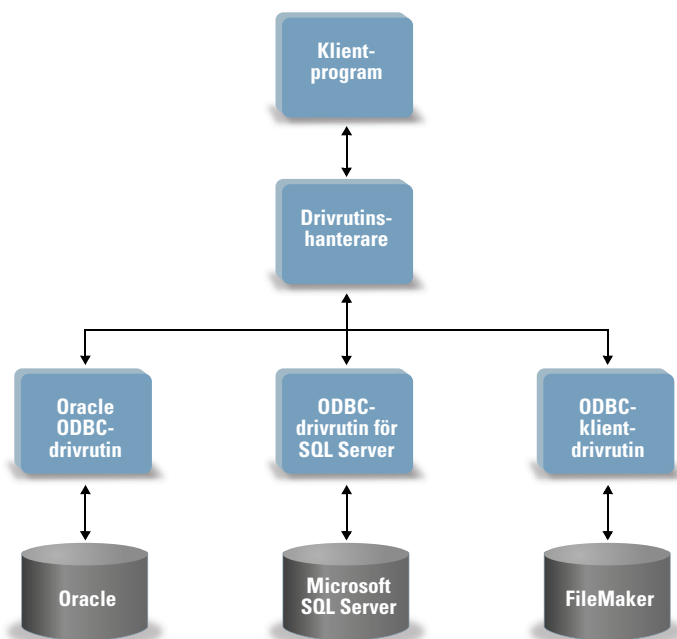 Klient-
program
Drivrutins-
hanterare
Oracle
ODBC-
drivrutin
ODBC-
drivrutin för
SQL Server
ODBC-
klient-
drivrutin
Oracle
Microsoft
SQL Server
FileMaker